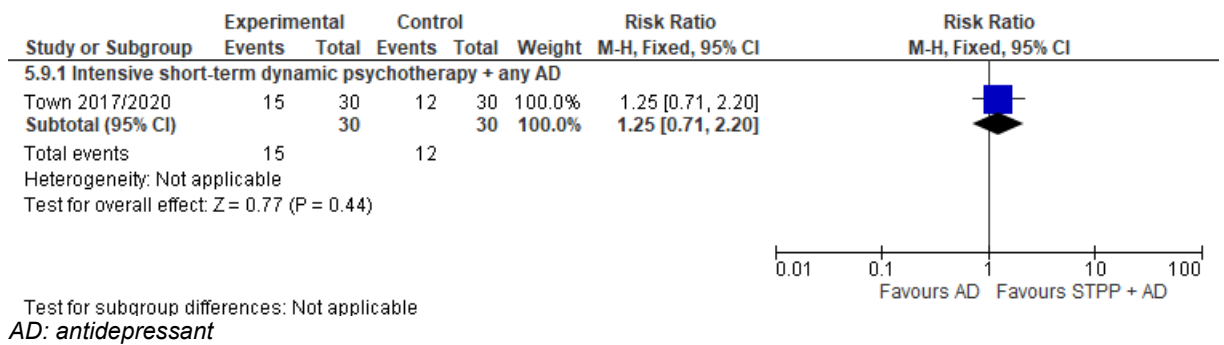 Experimental Control Risk Ratio Risk Ratio
Study or Subgroup Events Total Events Total Weight M-H, Fixed, 95% CI M-H, Fixed, 95% CI
5.9.1 Intensive short-term dynamic psychotherapy + any AD
Town 2017/2020 15 30 12 30 100.0% 1.25 [0.71, 2.20]
Subtotal (95% CI) 30 30 100.0% 1.25 [0.71, 2.20]
Total events 15 12
Heterogeneity: Not applicable
Test for overall effect: Z = 0.77 (P = 0.44)
0.01 0.1 1 10 100
Favours AD Favours STPP + AD
Test for subgroup differences: Not applicable
AD: antidepressant